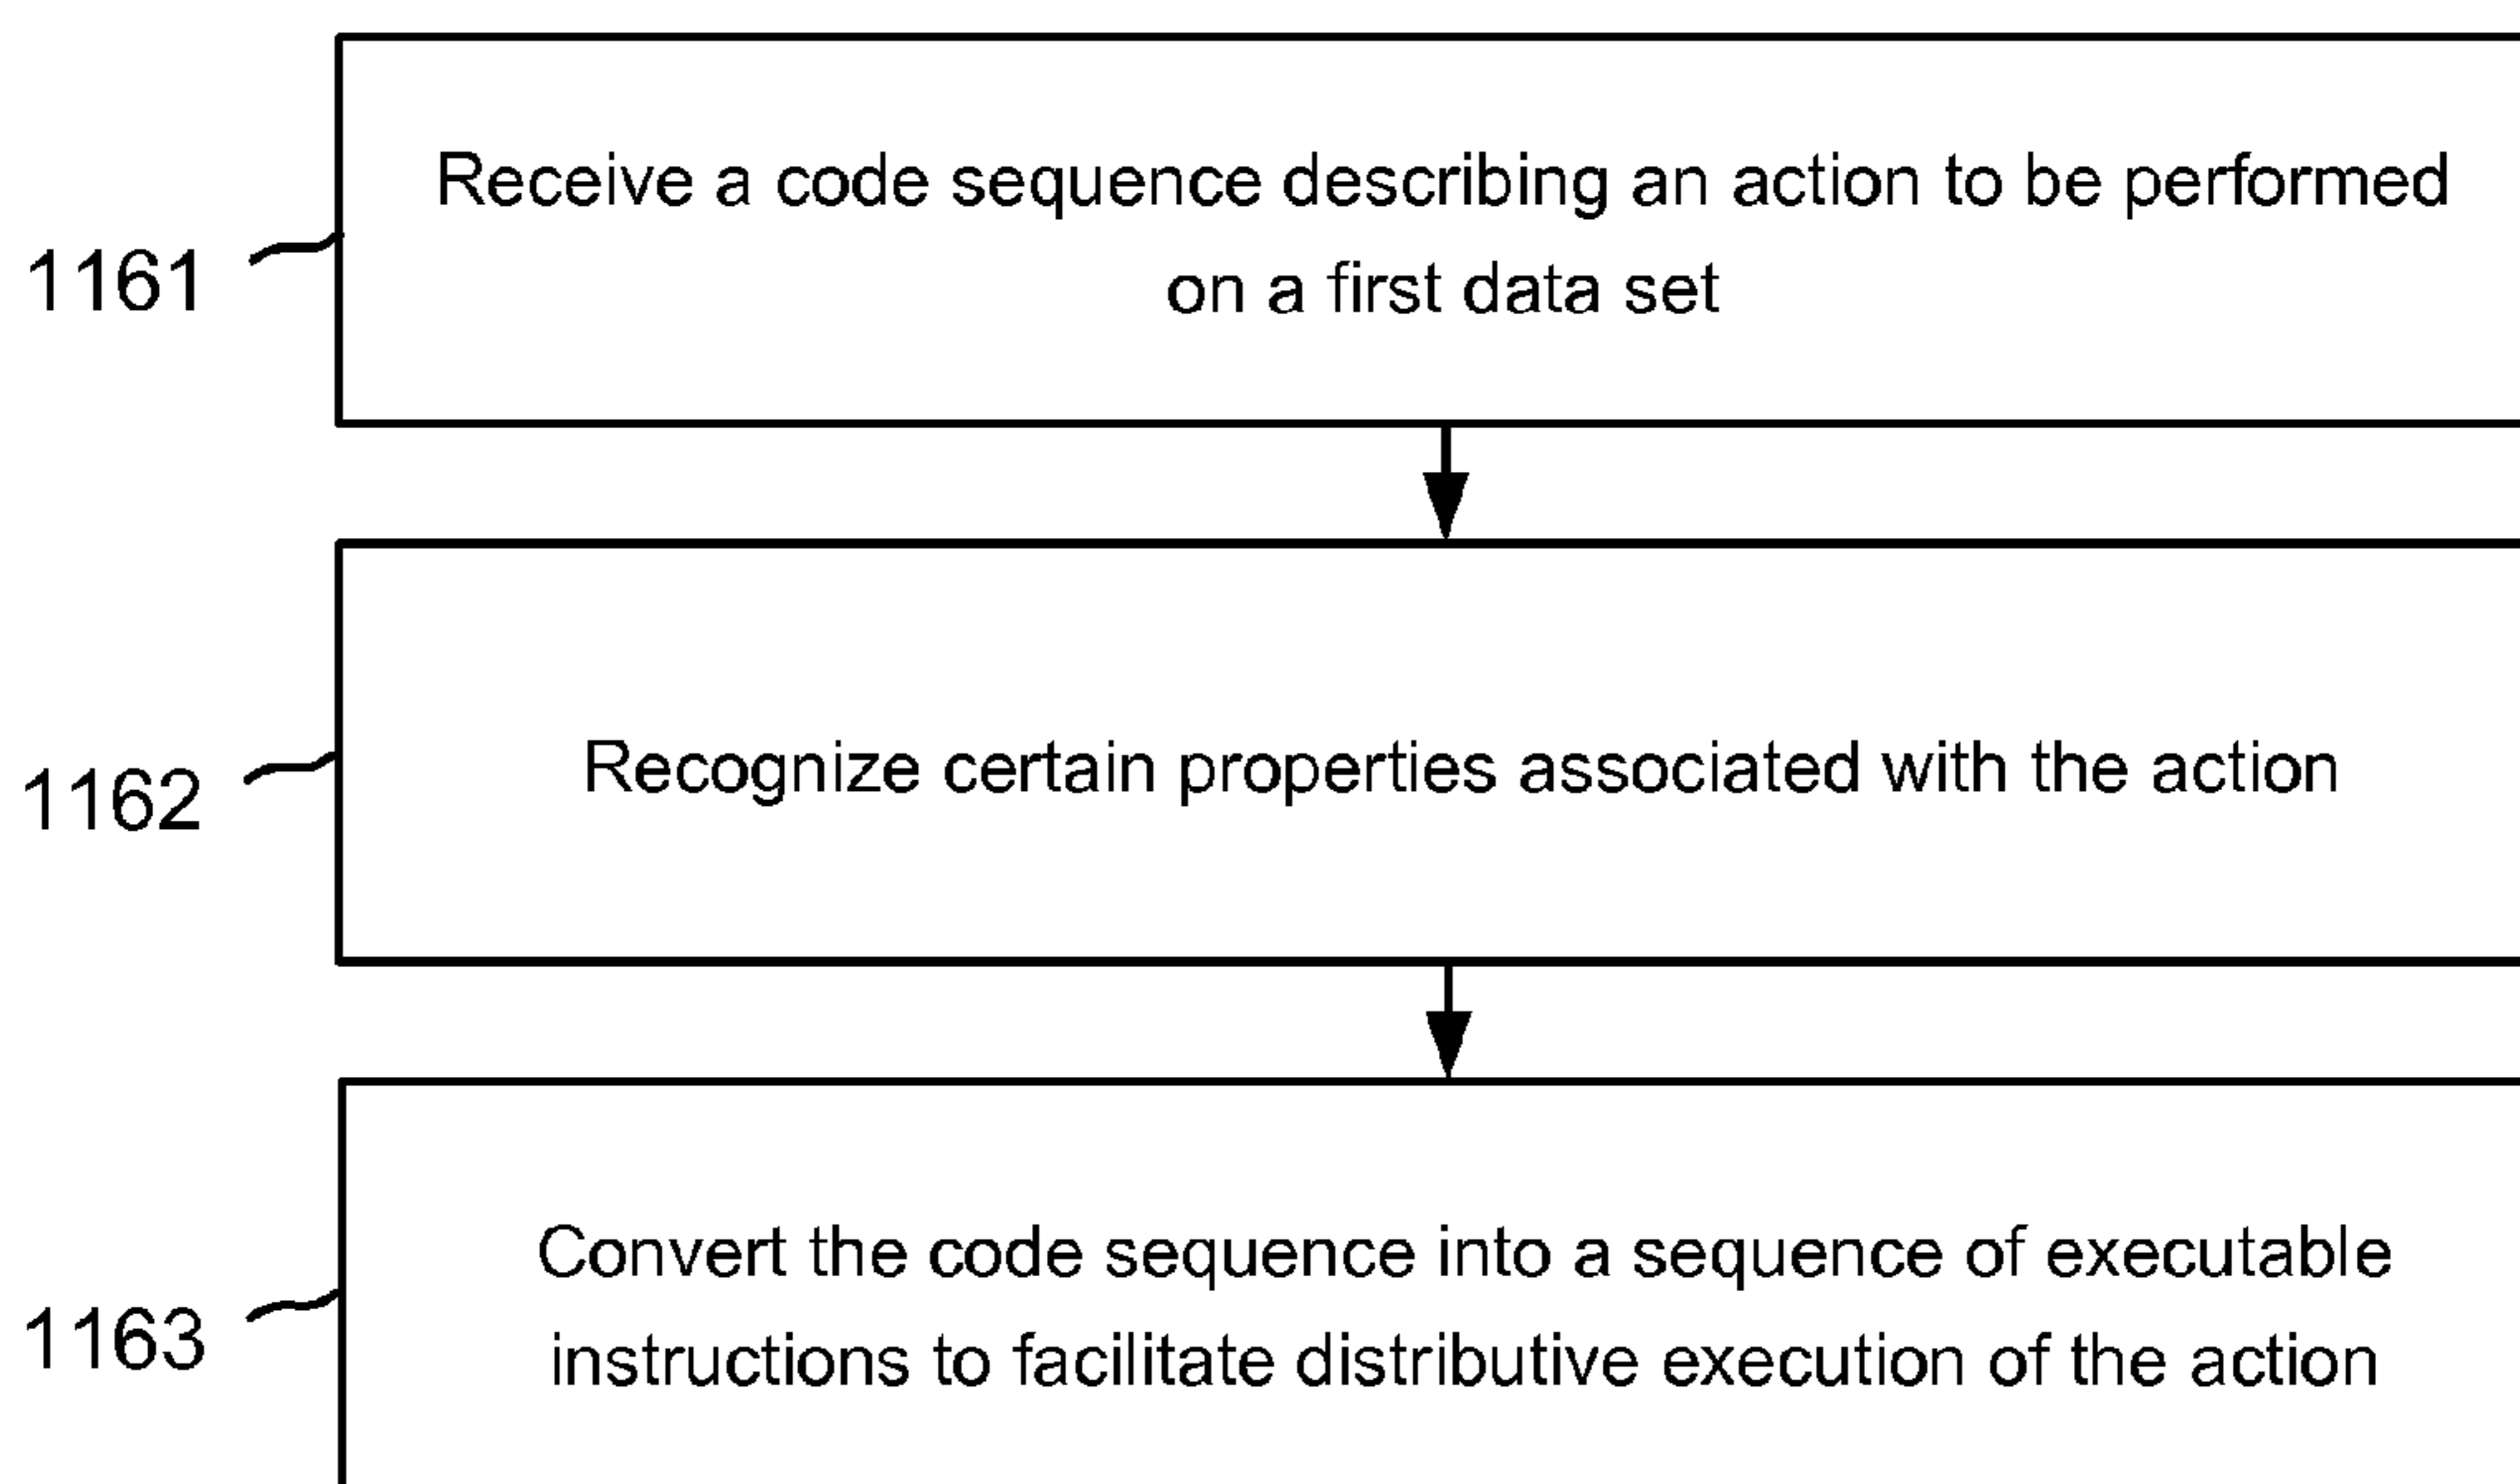 Receive a code sequence describing an action to be performed
on a first data set
1161
Recognize certain properties associated with the action
1162
Convert the code sequence into a sequence of executable
instructions to facilitate distributive execution of the action
1163